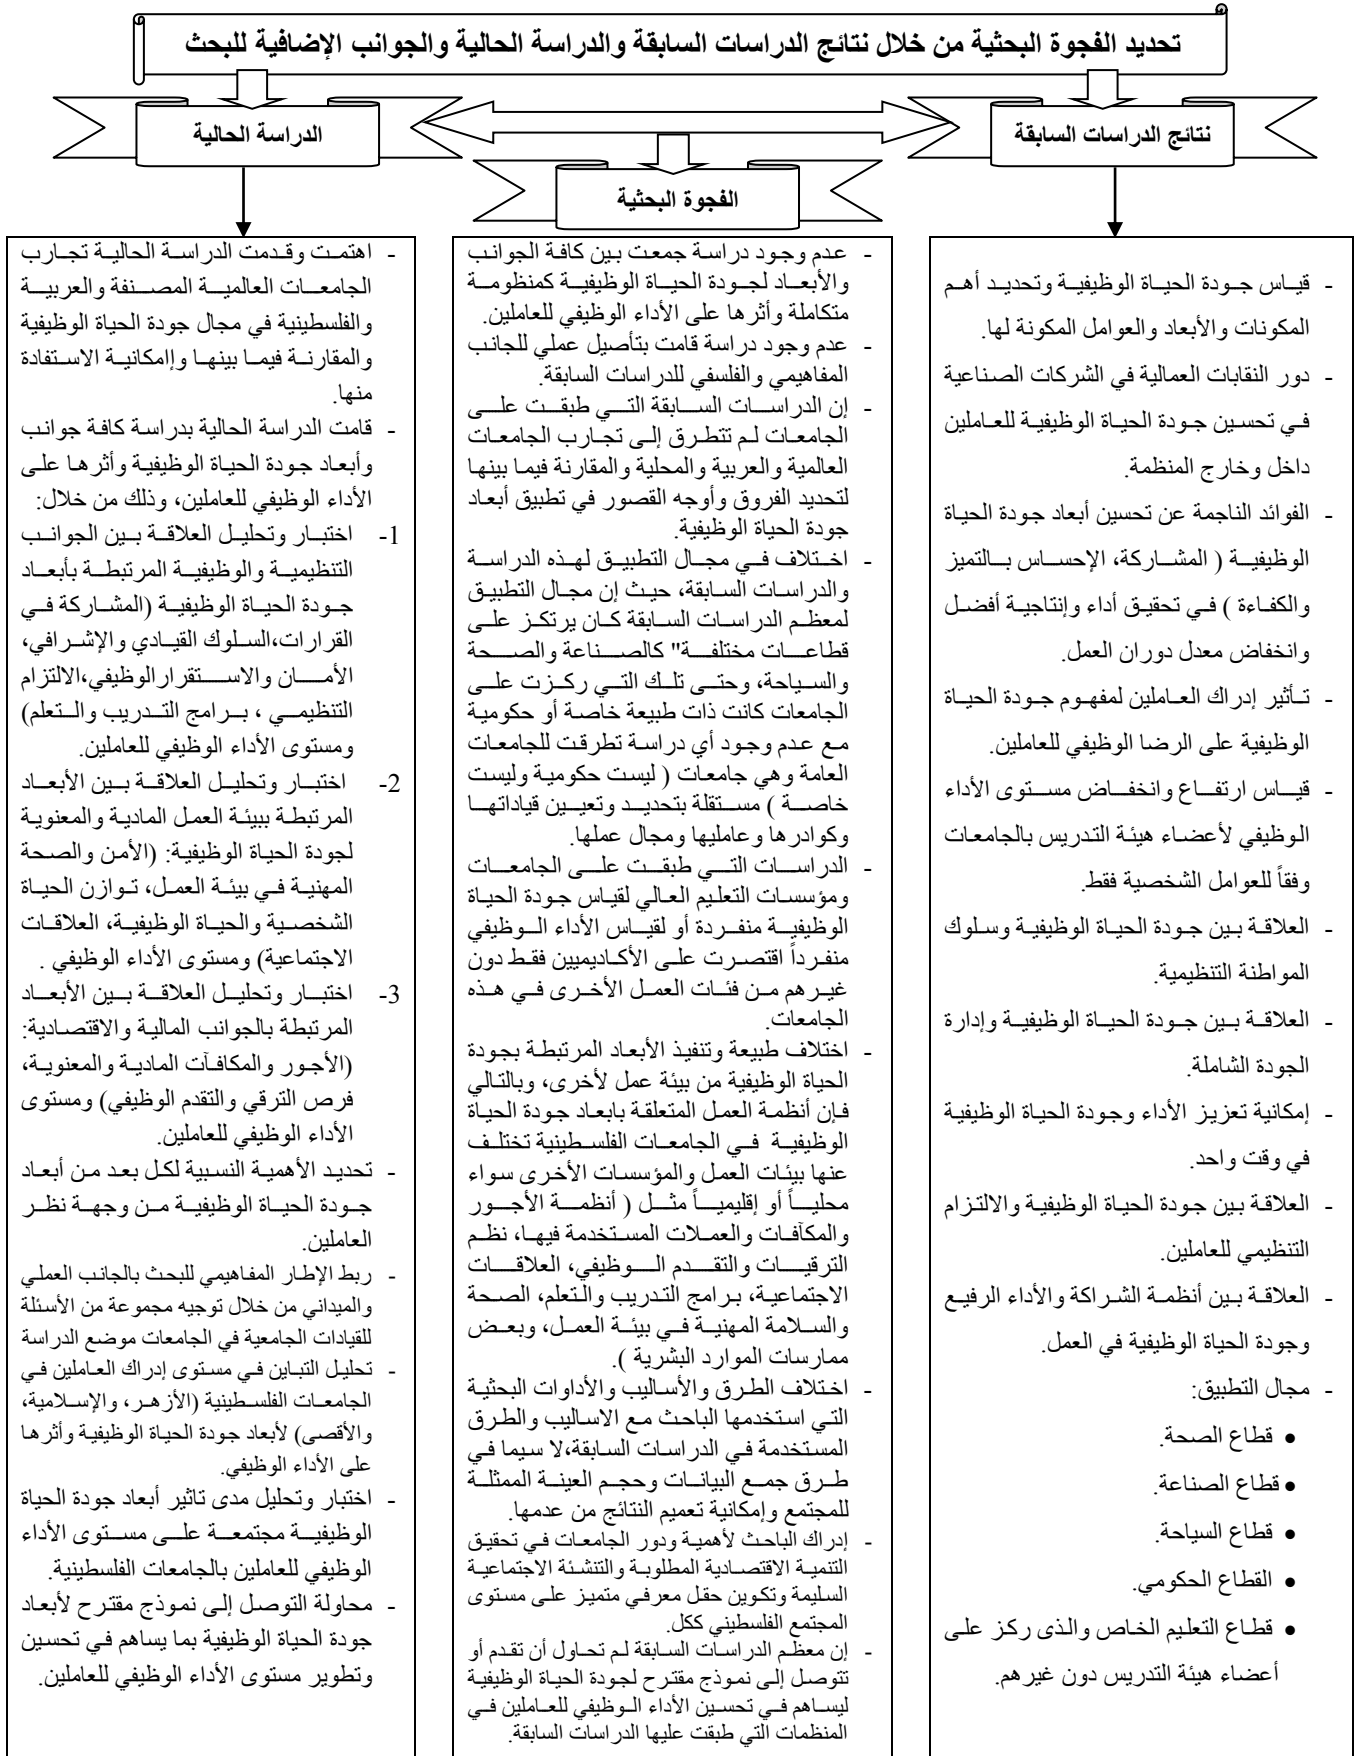 تحديد الفجوة البحثية من خلال نتائج الدراسات السابقة والدراسة الحالية والجوانب الإضافية للبحث
نتائج الدراسات السابقة
- قياس جودة الحياة الوظيفية وتحديد أهم
المكونات والأبعاد والعوامل المكونة لها.
- دور النقابات العمالية في الشركات الصناعية
في تحسين جودة الحياة الوظيفية للعاملين
داخل وخارج المنظمة.
- الفوائد الناجمة عن تحسين أبعاد جودة الحياة
الوظيفية ( المشاركة، الإحساس بالتميز
والكفاءة ) في تحقيق أداء وإنتاجية أفضل
وانخفاض معدل دوران العمل.
- تأثير إدراك العاملين لمفهوم جودة الحياة
الوظيفية على الرضا الوظيفي للعاملين.
- قياس ارتفاع وانخفاض مستوى الأداء
الوظيفي لأعضاء هيئة التدريس بالجامعات
وفقاً للعوامل الشخصية فقط.
- العلاقة بين جودة الحياة الوظيفية وسلوك
المواطنة التنظيمية.
- العلاقة بين جودة الحياة الوظيفية وإدارة
الجودة الشاملة.
- إمكانية تعزيز الأداء وجودة الحياة الوظيفية
في وقت واحد.
- العلاقة بين جودة الحياة الوظيفية والالتزام
التنظيمي للعاملين.
- العلاقة بين أنظمة الشراكة والأداء الرفيع
وجودة الحياة الوظيفية في العمل.
- مجال التطبيق:
• قطاع الصحة.
• قطاع الصناعة.
• قطاع السياحة.
• القطاع الحكومي.
• قطاع التعليم الخاص والذى ركز على
أعضاء هيئة التدريس دون غيرهم.
الفجوة البحثية
- عدم وجود دراسة جمعت بين كافة الجوانب
والأبعاد لجودة الحياة الوظيفية كمنظومة
متكاملة وأثرها على الأداء الوظيفي للعاملين.
- عدم وجود دراسة قامت بتأصيل عملي للجانب
المفاهيمي والفلسفي للدراسات السابقة.
- إن الدراسات السابقة التي طبقت على
الجامعات لم تتطرق إلى تجارب الجامعات
العالمية والعربية والمحلية والمقارنة فيما بينها
لتحديد الفروق وأوجه القصور في تطبيق أبعاد
جودة الحياة الوظيفية.
- اختلاف في مجال التطبيق لهذه الدراسة
والدراسات السابقة، حيث إن مجال التطبيق
لمعظم الدراسات السابقة كان يرتكز على
قطاعات مختلفة" كالصناعة والصحة
والسياحة، وحتى تلك التي ركزت على
الجامعات كانت ذات طبيعة خاصة أو حكومية
مع عدم وجود أي دراسة تطرقت للجامعات
العامة وهي جامعات ( ليست حكومية وليست
خاصة ) مستقلة بتحديد وتعيين قياداتها
وكوادرها وعامليها ومجال عملها.
- الدراسات التي طبقت على الجامعات
ومؤسسات التعليم العالي لقياس جودة الحياة
الوظيفية منفردة أو لقياس الأداء الوظيفي
منفرداً اقتصرت على الأكاديميين فقط دون
غيرهم من فئات العمل الأخرى في هذه
الجامعات.
- اختلاف طبيعة وتنفيذ الأبعاد المرتبطة بجودة
الحياة الوظيفية من بيئة عمل لأخرى، وبالتالي
فإن أنظمة العمل المتعلقة بابعاد جودة الحياة
الوظيفية في الجامعات الفلسطينية تختلف
عنها بيئات العمل والمؤسسات الأخرى سواء
محلياً أو إقليمياً مثل ( أنظمة الأجور
والمكآفات والعملات المستخدمة فيها، نظم
الترقيات والتقدم الوظيفي، العلاقات
الاجتماعية، برامج التدريب والتعلم، الصحة
والسلامة المهنية في بيئة العمل، وبعض
ممارسات الموارد البشرية ).
- اختلاف الطرق والأساليب والأداوات البحثية
التي استخدمها الباحث مع الاساليب والطرق
المستخدمة في الدراسات السابقة،لا سيما في
طرق جمع البيانات وحجم العينة الممثلة
للمجتمع وإمكانية تعميم النتائج من عدمها.
- إدراك الباحث لأهمية ودور الجامعات في تحقيق
التنمية الاقتصادية المطلوبة والتنشئة الاجتماعية
السليمة وتكوين حقل معرفي متميز على مستوى
المجتمع الفلسطيني ككل.
- إن معظم الدراسات السابقة لم تحاول أن تقدم أو
تتوصل إلى نموذج مقترح لجودة الحياة الوظيفية
ليساهم في تحسين الأداء الوظيفي للعاملين في
المنظمات التي طبقت عليها الدراسات السابقة.
الدراسة الحالية
- اهتمت وقدمت الدراسة الحالية تجارب
الجامعات العالمية المصنفة والعربية
والفلسطينية في مجال جودة الحياة الوظيفية
والمقارنة فيما بينها وإامكانية الاستفادة
منها.
- قامت الدراسة الحالية بدراسة كافة جوانب
وأبعاد جودة الحياة الوظيفية وأثرها على
الأداء الوظيفي للعاملين، وذلك من خلال:
1- اختبار وتحليل العلاقة بين الجوانب
التنظيمية والوظيفية المرتبطة بأبعاد
جودة الحياة الوظيفية (المشاركة في
القرارات،السلوك القيادي والإشرافي،
الأمان والاستقرارالوظيفي،الالتزام
التنظيمي ، برامج التدريب والتعلم)
ومستوى الأداء الوظيفي للعاملين.
2- اختبار وتحليل العلاقة بين الأبعاد
المرتبطة ببيئة العمل المادية والمعنوية
لجودة الحياة الوظيفية: (الأمن والصحة
المهنية في بيئة العمل، توازن الحياة
الشخصية والحياة الوظيفية، العلاقات
الاجتماعية) ومستوى الأداء الوظيفي .
3- اختبار وتحليل العلاقة بين الأبعاد
المرتبطة بالجوانب المالية والاقتصادية:
(الأجور والمكافآت المادية والمعنوية،
فرص الترقي والتقدم الوظيفي) ومستوى
الأداء الوظيفي للعاملين.
- تحديد الأهمية النسبية لكل بعد من أبعاد
جودة الحياة الوظيفية من وجهة نظر
العاملين.
- ربط الإطار المفاهيمي للبحث بالجانب العملي
والميداني من خلال توجيه مجموعة من الأسئلة
للقيادات الجامعية في الجامعات موضع الدراسة
- تحليل التباين في مستوى إدراك العاملين في
الجامعات الفلسطينية (الأزهر، والإسلامية،
والأقصى) لأبعاد جودة الحياة الوظيفية وأثرها
على الأداء الوظيفي.
- اختبار وتحليل مدى تاثير أبعاد جودة الحياة
الوظيفية مجتمعة على مستوى الأداء
الوظيفي للعاملين بالجامعات الفلسطينية.
- محاولة التوصل إلى نموذج مقترح لأبعاد
جودة الحياة الوظيفية بما يساهم في تحسين
وتطوير مستوى الأداء الوظيفي للعاملين.